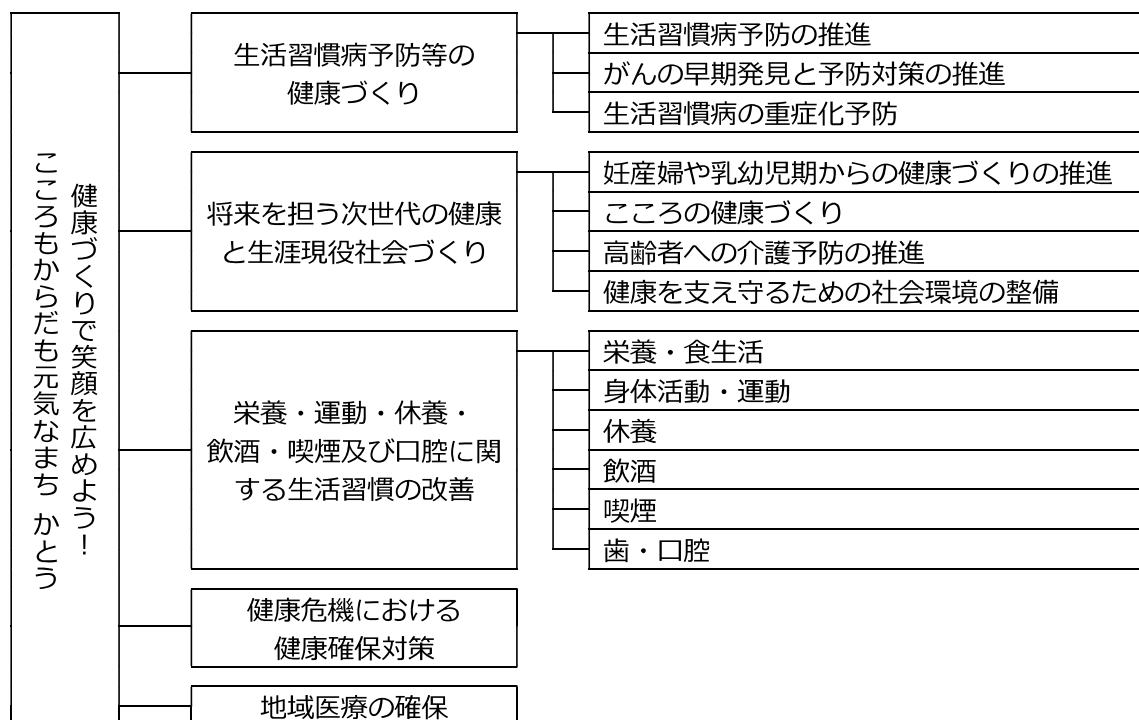 健康づくりで笑顔を広めよう！
こころもからだも元気なまち かとう
生活習慣病予防等の
健康づくり
生活習慣病予防の推進
がんの早期発見と予防対策の推進
生活習慣病の重症化予防
将来を担う次世代の健康
と生涯現役社会づくり
妊産婦や乳幼児期からの健康づくりの推進
こころの健康づくり
高齢者への介護予防の推進
健康を支え守るための社会環境の整備
栄養・運動・休養・
飲酒・喫煙及び口腔に関
する生活習慣の改善
栄養・食生活
身体活動・運動
休養
飲酒
喫煙
歯・口腔
健康危機における
健康確保対策
地域医療の確保